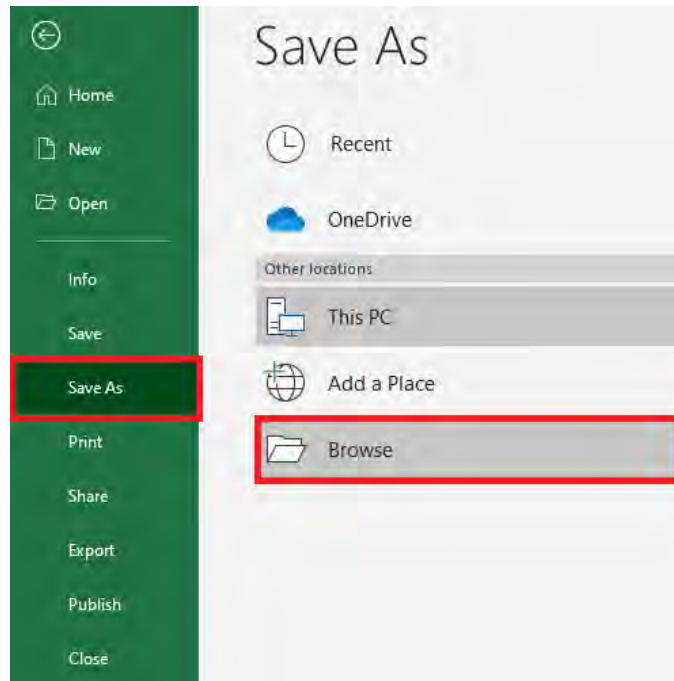 Home
New
Open
Info
Save
Save As
Print
Share
Export
Publish
Close
Save As
Recent
OneDrive
Other locations
This PC
Add a Place
Browse